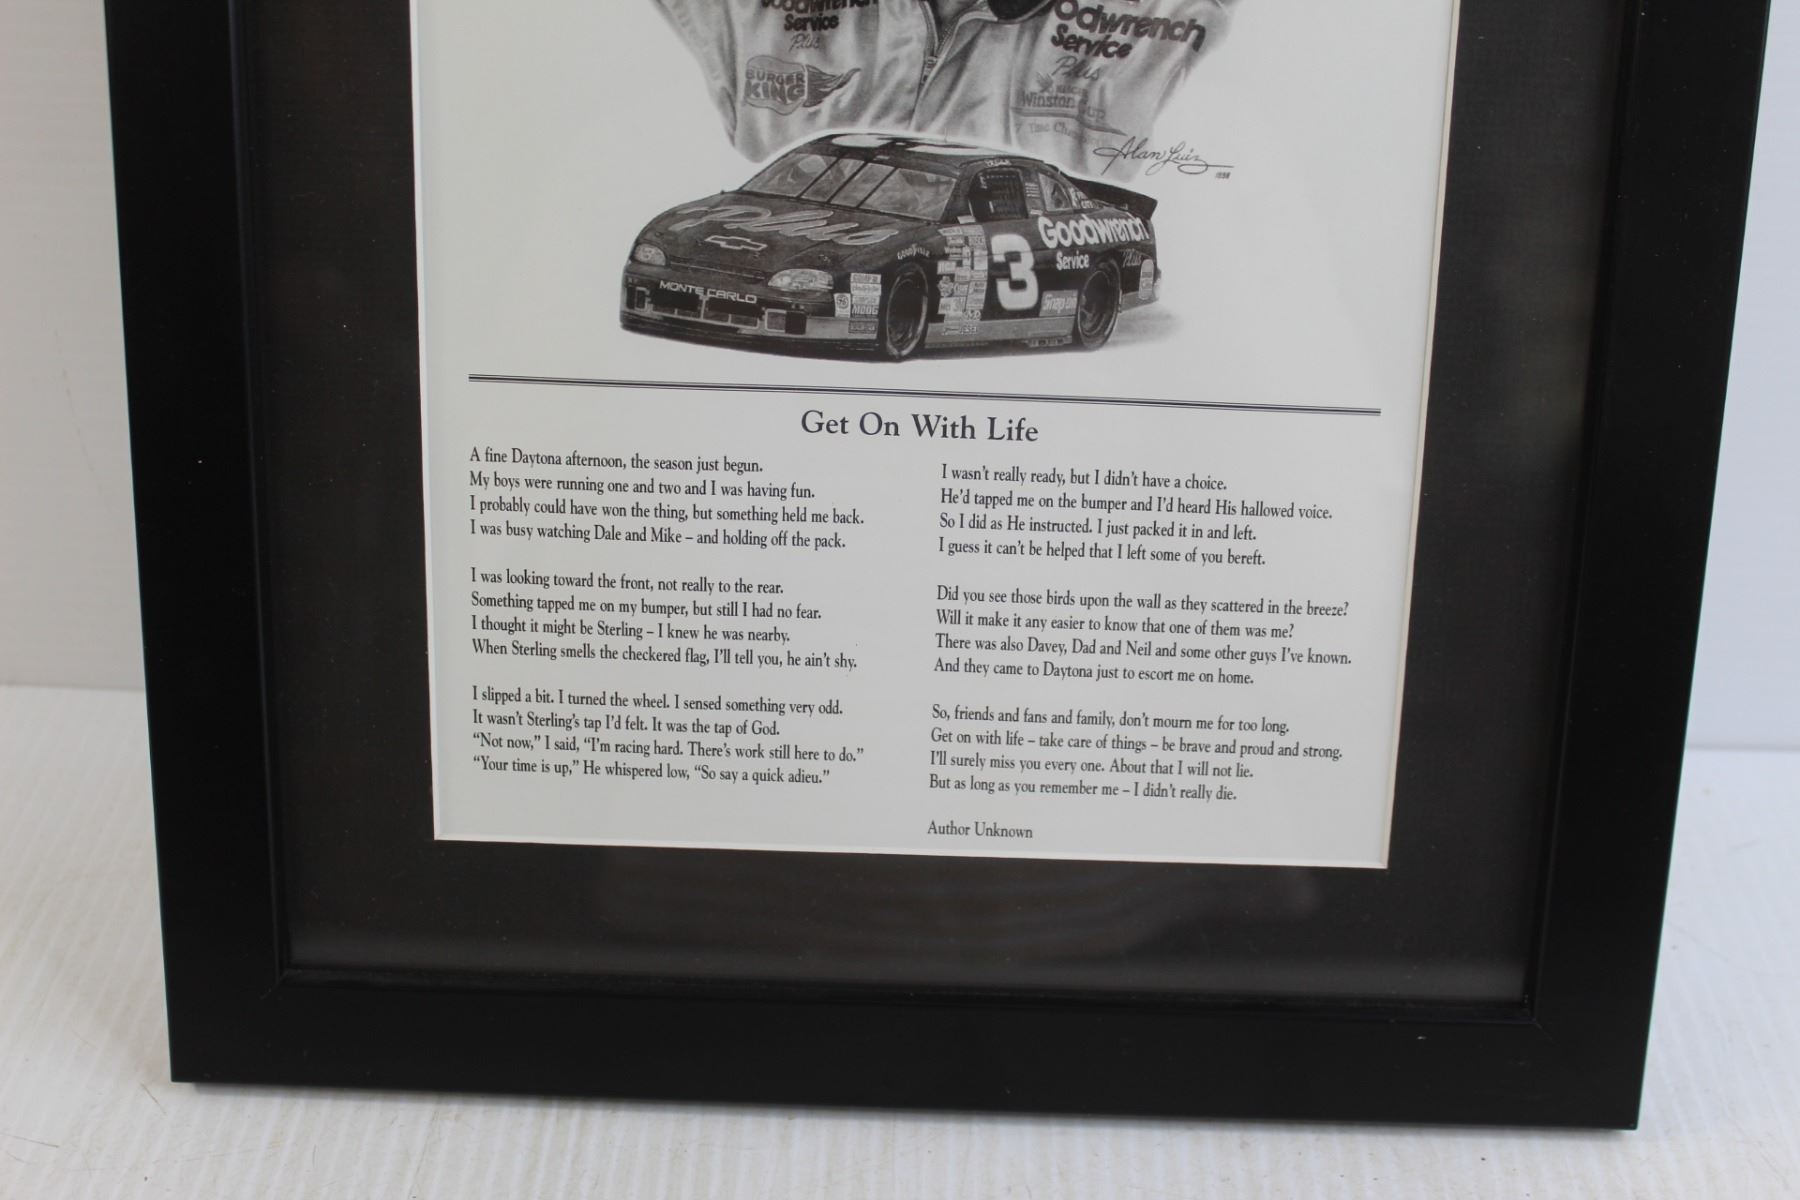 Service
Plus
BURGER
KING
odwrench
Service
Plus
Winston Cup
Alan Luiz
1998
Plus
Goodwrench
Service
Plus
3
MONTE CARLO
MOOG
Snap-on
Get On With Life
A fine Daytona afternoon, the season just begun.
My boys were running one and two and I was having fun.
I probably could have won the thing, but something held me back.
I was busy watching Dale and Mike – and holding off the pack.
I was looking toward the front, not really to the rear.
Something tapped me on my bumper, but still I had no fear.
I thought it might be Sterling – I knew he was nearby.
When Sterling smells the checkered flag, I'll tell you, he ain't shy.
I slipped a bit. I turned the wheel. I sensed something very odd.
It wasn't Sterling's tap I'd felt. It was the tap of God.
“Not now,” I said, “I'm racing hard. There's work still here to do.”
“Your time is up,” He whispered low, “So say a quick adieu.”
I wasn't really ready, but I didn't have a choice.
He'd tapped me on the bumper and I'd heard His hallowed voice.
So I did as He instructed. I just packed it in and left.
I guess it can't be helped that I left some of you bereft.
Did you see those birds upon the wall as they scattered in the breeze?
Will it make it any easier to know that one of them was me?
There was also Davey, Dad and Neil and some other guys I've known.
And they came to Daytona just to escort me on home.
So, friends and fans and family, don't mourn me for too long.
Get on with life – take care of things – be brave and proud and strong.
I'll surely miss you every one. About that I will not lie.
But as long as you remember me – I didn't really die.
Author Unknown